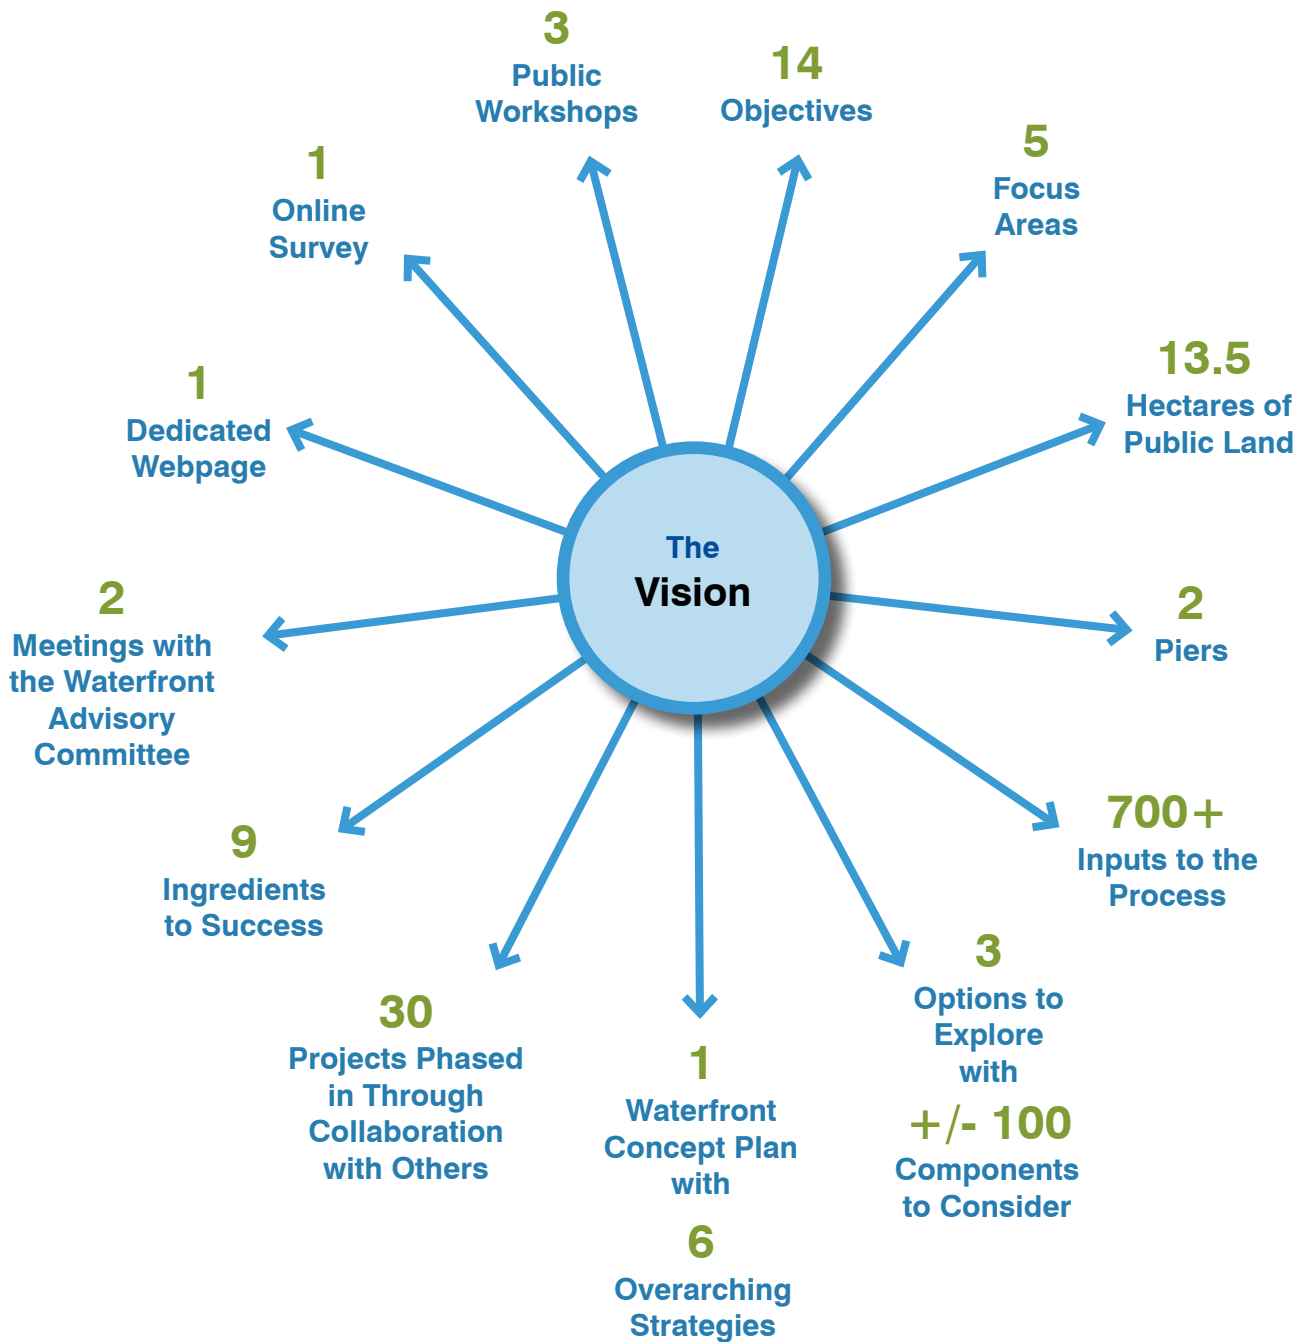 3
Public
Workshops
14
Objectives
5
Focus
Areas
13.5
Hectares of
Public Land
2
Piers
700+
Inputs to the
Process
3
Options to
Explore
with
+/- 100
Components
to Consider
1
Waterfront
Concept Plan
with
6
Overarching
Strategies
30
Projects Phased
in Through
Collaboration
with Others
9
Ingredients
to Success
2
Meetings with
the Waterfront
Advisory
Committee
1
Dedicated
Webpage
1
Online
Survey
The
Vision